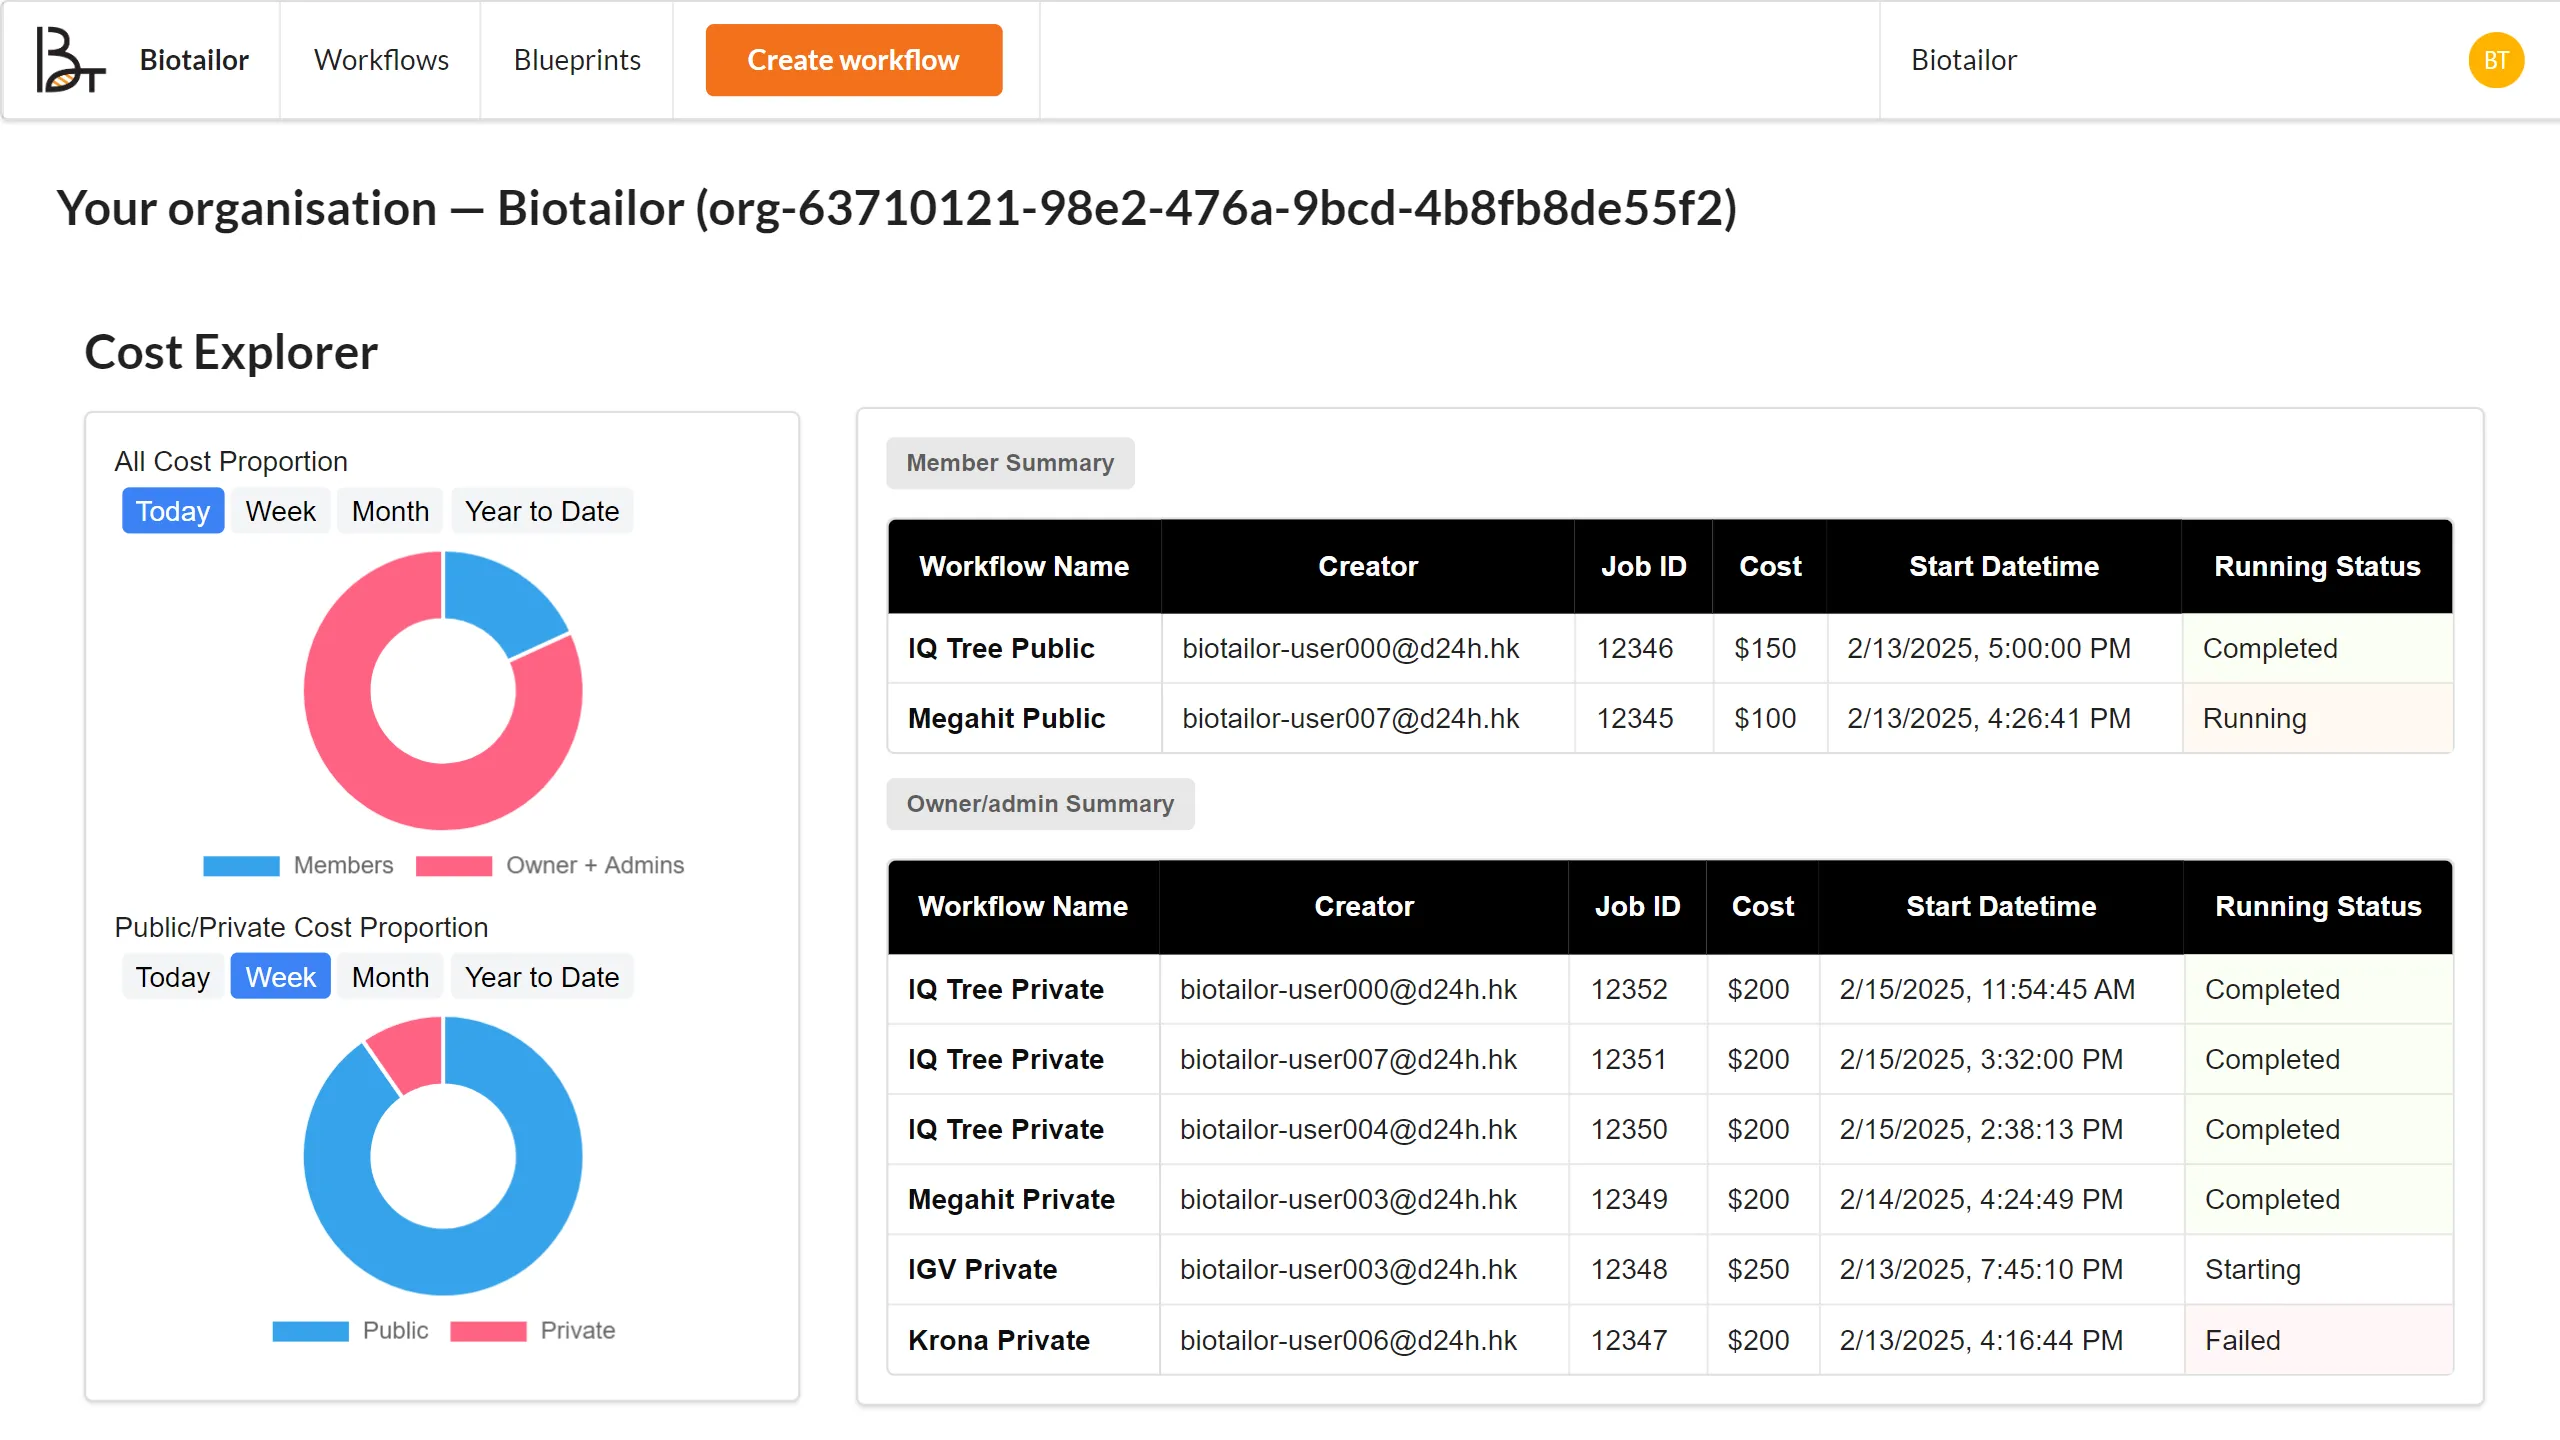 BT Biotailor Workflows Blueprints Create workflow Biotailor BT
Your organisation — Biotailor (org-63710121-98e2-476a-9bcd-4b8fb8de55f2)
Cost Explorer
All Cost Proportion
Today Week Month Year to Date
Members Owner + Admins
Public/Private Cost Proportion
Today Week Month Year to Date
Public Private
Member Summary
Workflow Name Creator Job ID Cost Start Datetime Running Status
IQ Tree Public biotailor-user000@d24h.hk 12346 $150 2/13/2025, 5:00:00 PM Completed
Megahit Public biotailor-user007@d24h.hk 12345 $100 2/13/2025, 4:26:41 PM Running
Owner/admin Summary
Workflow Name Creator Job ID Cost Start Datetime Running Status
IQ Tree Private biotailor-user000@d24h.hk 12352 $200 2/15/2025, 11:54:45 AM Completed
IQ Tree Private biotailor-user007@d24h.hk 12351 $200 2/15/2025, 3:32:00 PM Completed
IQ Tree Private biotailor-user004@d24h.hk 12350 $200 2/15/2025, 2:38:13 PM Completed
Megahit Private biotailor-user003@d24h.hk 12349 $200 2/14/2025, 4:24:49 PM Completed
IGV Private biotailor-user003@d24h.hk 12348 $250 2/13/2025, 7:45:10 PM Starting
Krona Private biotailor-user006@d24h.hk 12347 $200 2/13/2025, 4:16:44 PM Failed